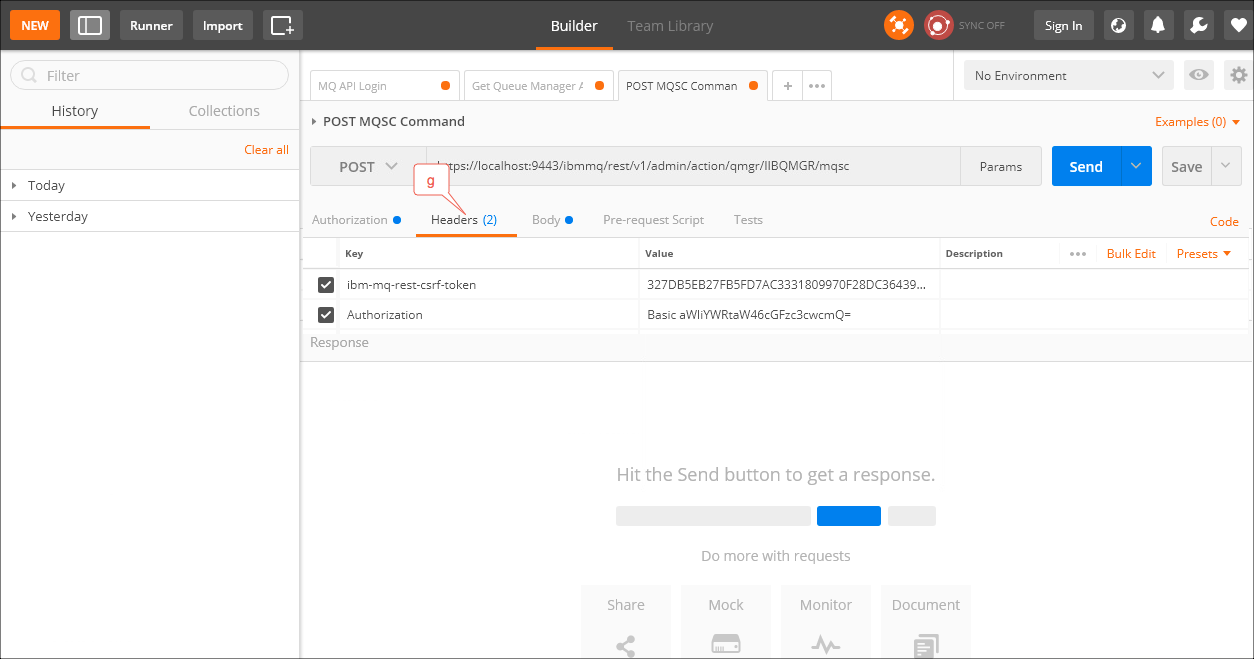 NEW Runner Import Builder Team Library SYNC OFF Sign In
Filter
History Collections
Clear all
Today
Yesterday
MQ API Login Get Queue Manager POST MQSC Comman + No Environment
POST MQSC Command Examples (0)
POST ttps://localhost:9443/ibmmq/rest/v1/admin/action/qmgr/IIBQMGR/mqsc Params Send Save
g
Authorization Headers (2) Body Pre-request Script Tests Code
Key Value Description Bulk Edit Presets
ibm-mq-rest-csrf-token 327DB5EB27FB5FD7AC3331809970F28DC36439...
Authorization Basic aWliYWRtaW46cGFzc3cwcmQ=
Response
Hit the Send button to get a response.
Do more with requests
Share Mock Monitor Document